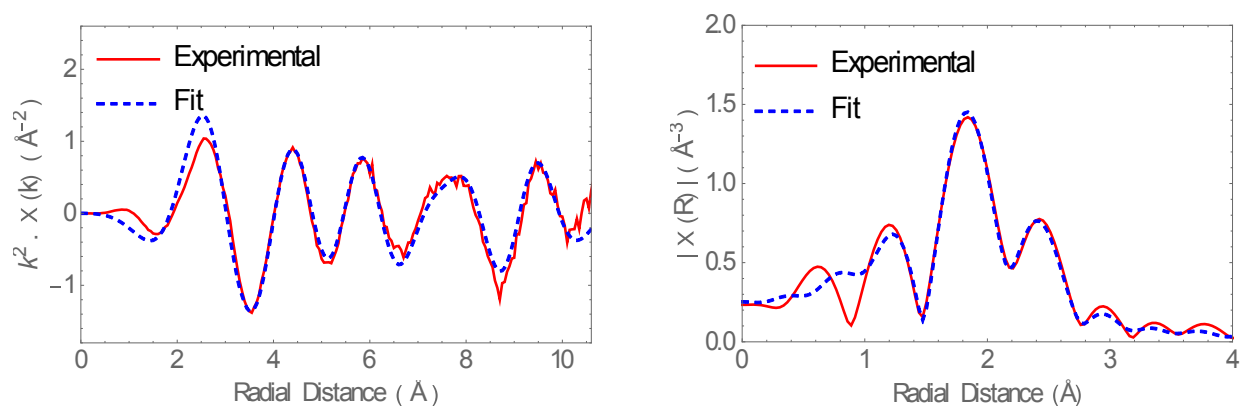 Experimental
Fit
k². X (k) ( Å⁻²)
2
1
0
_
1
0
2
4
6
8
10
Radial Distance ( Å )
Experimental
Fit
| X (R) | ( Å⁻³)
2.0
1.5
1.0
0.5
0.0
0
1
2
3
4
Radial Distance (Å)